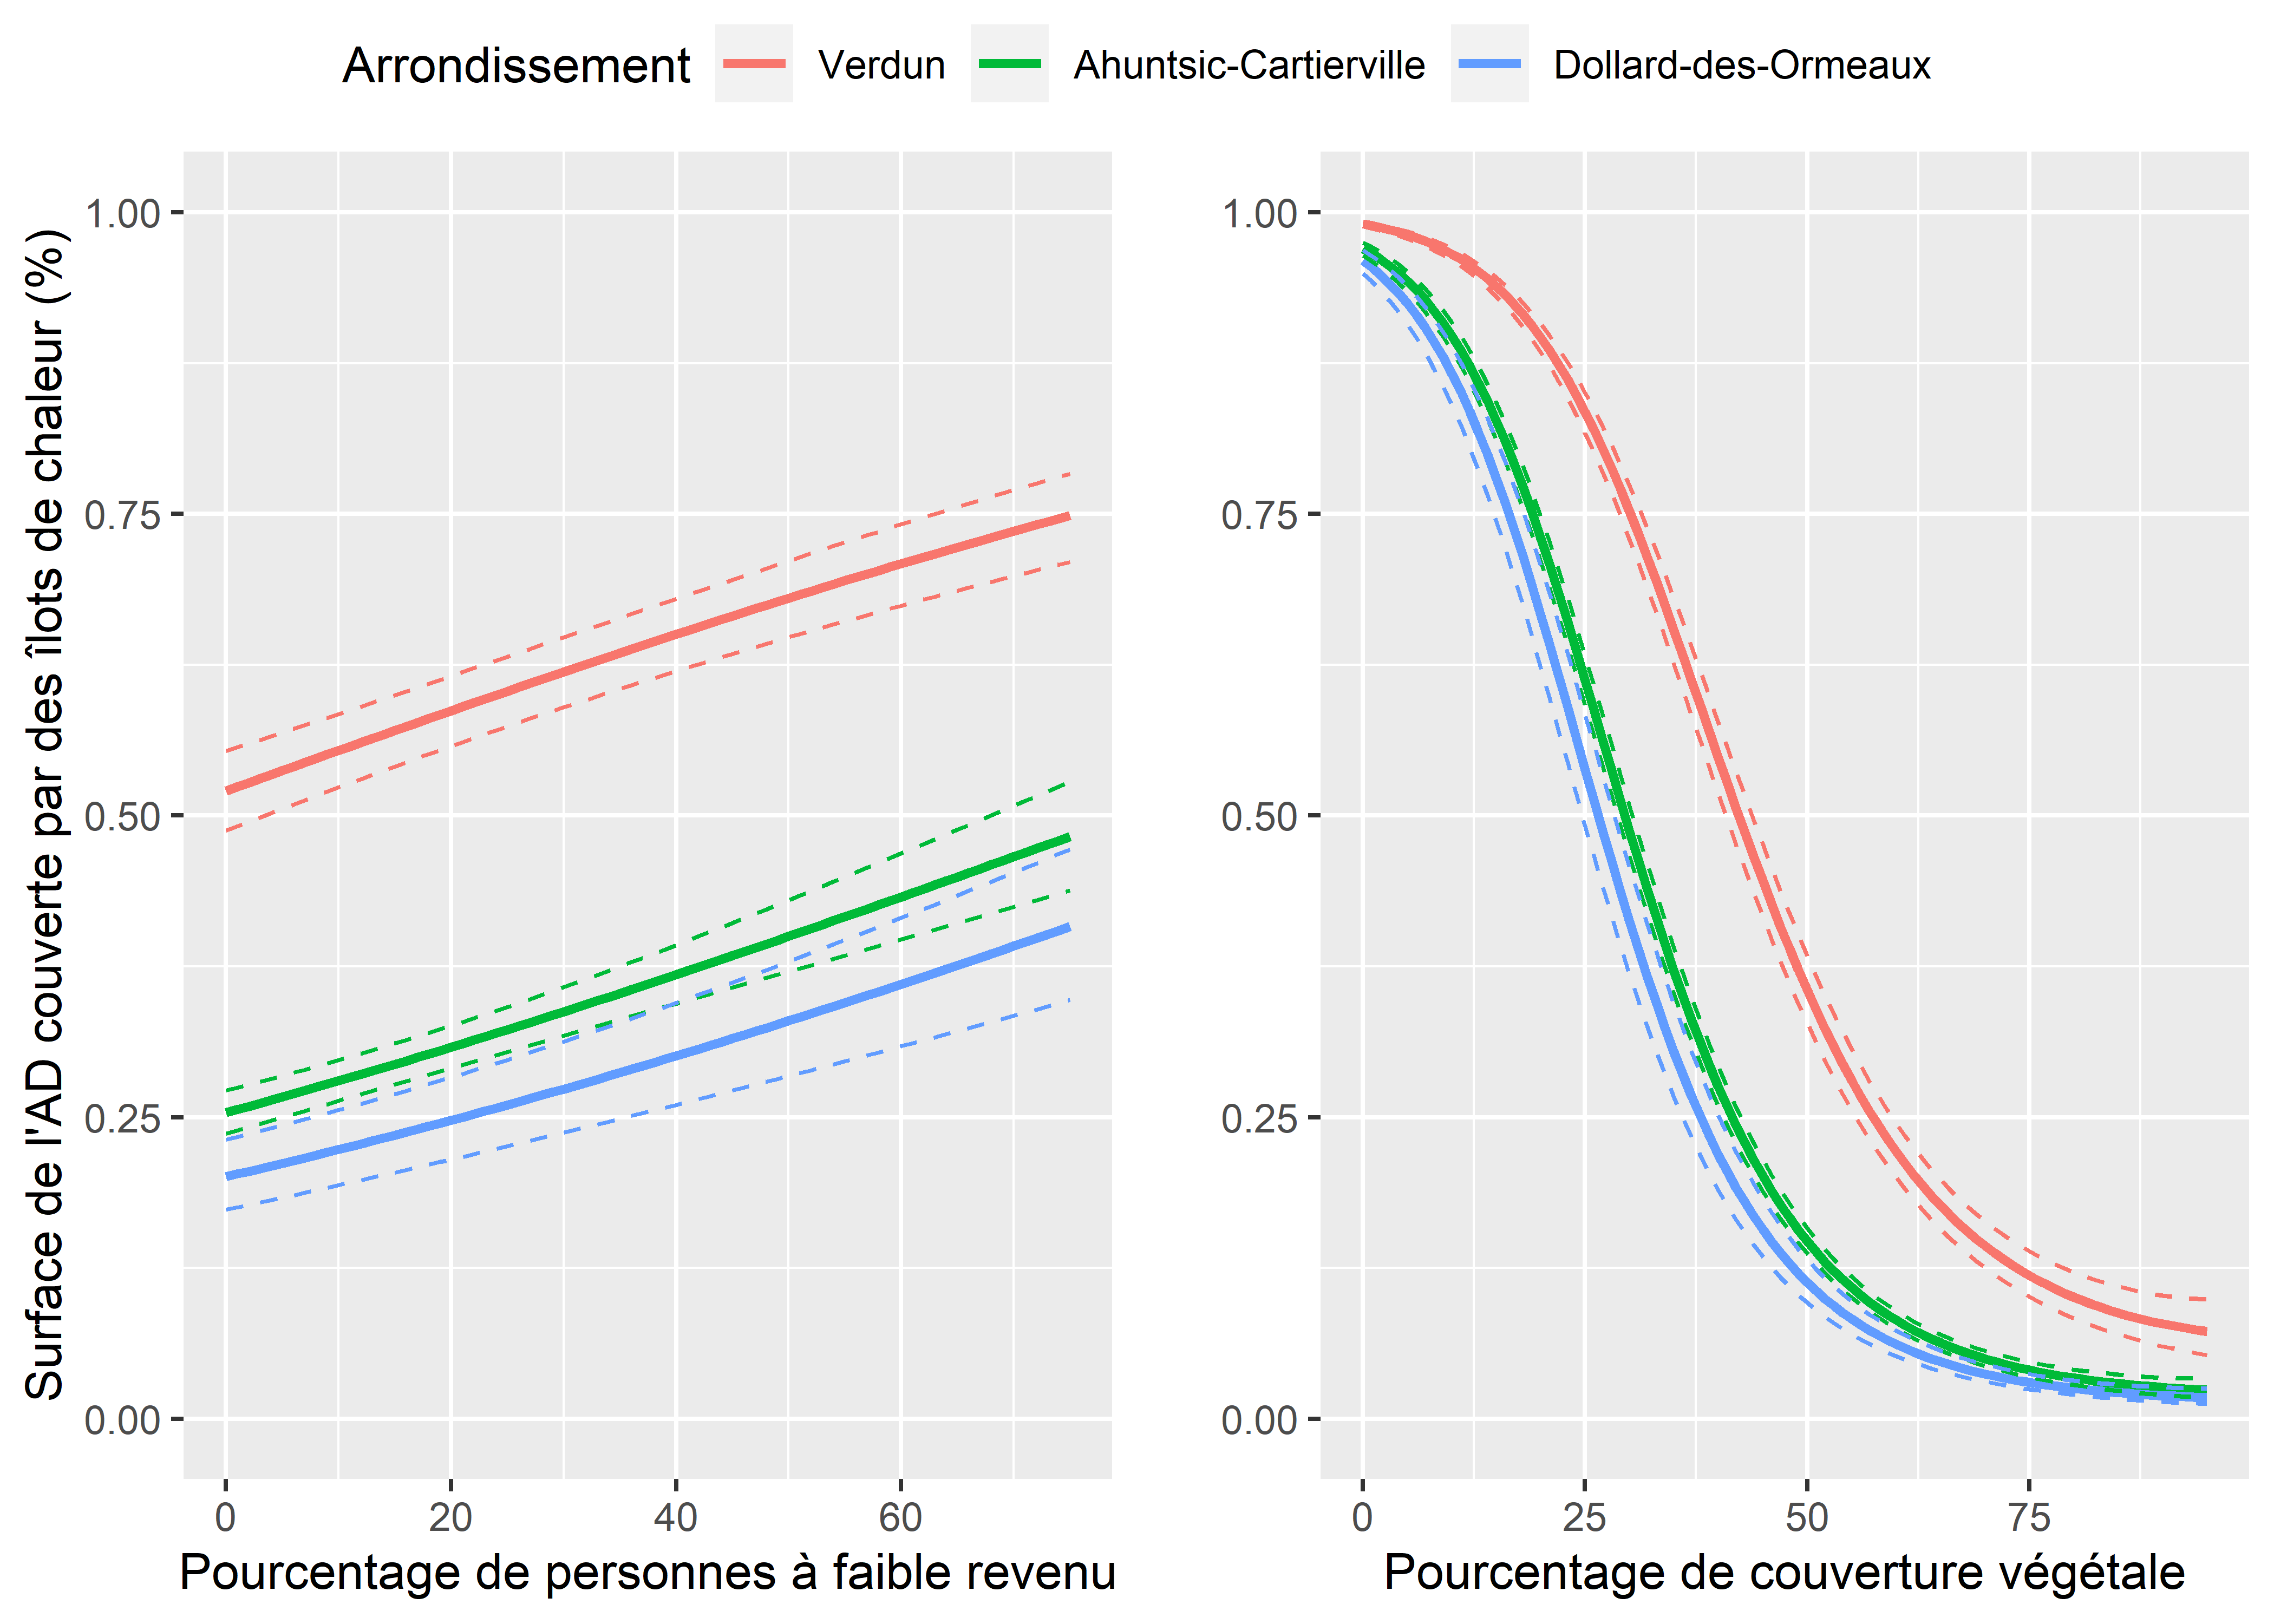 Arrondissement Verdun Ahuntsic-Cartierville Dollard-des-Ormeaux
Surface de l'AD couverte par des îlots de chaleur (%)
1.00
0.75
0.50
0.25
0.00
0 20 40 60
Pourcentage de personnes à faible revenu
1.00
0.75
0.50
0.25
0.00
0 25 50 75
Pourcentage de couverture végétale